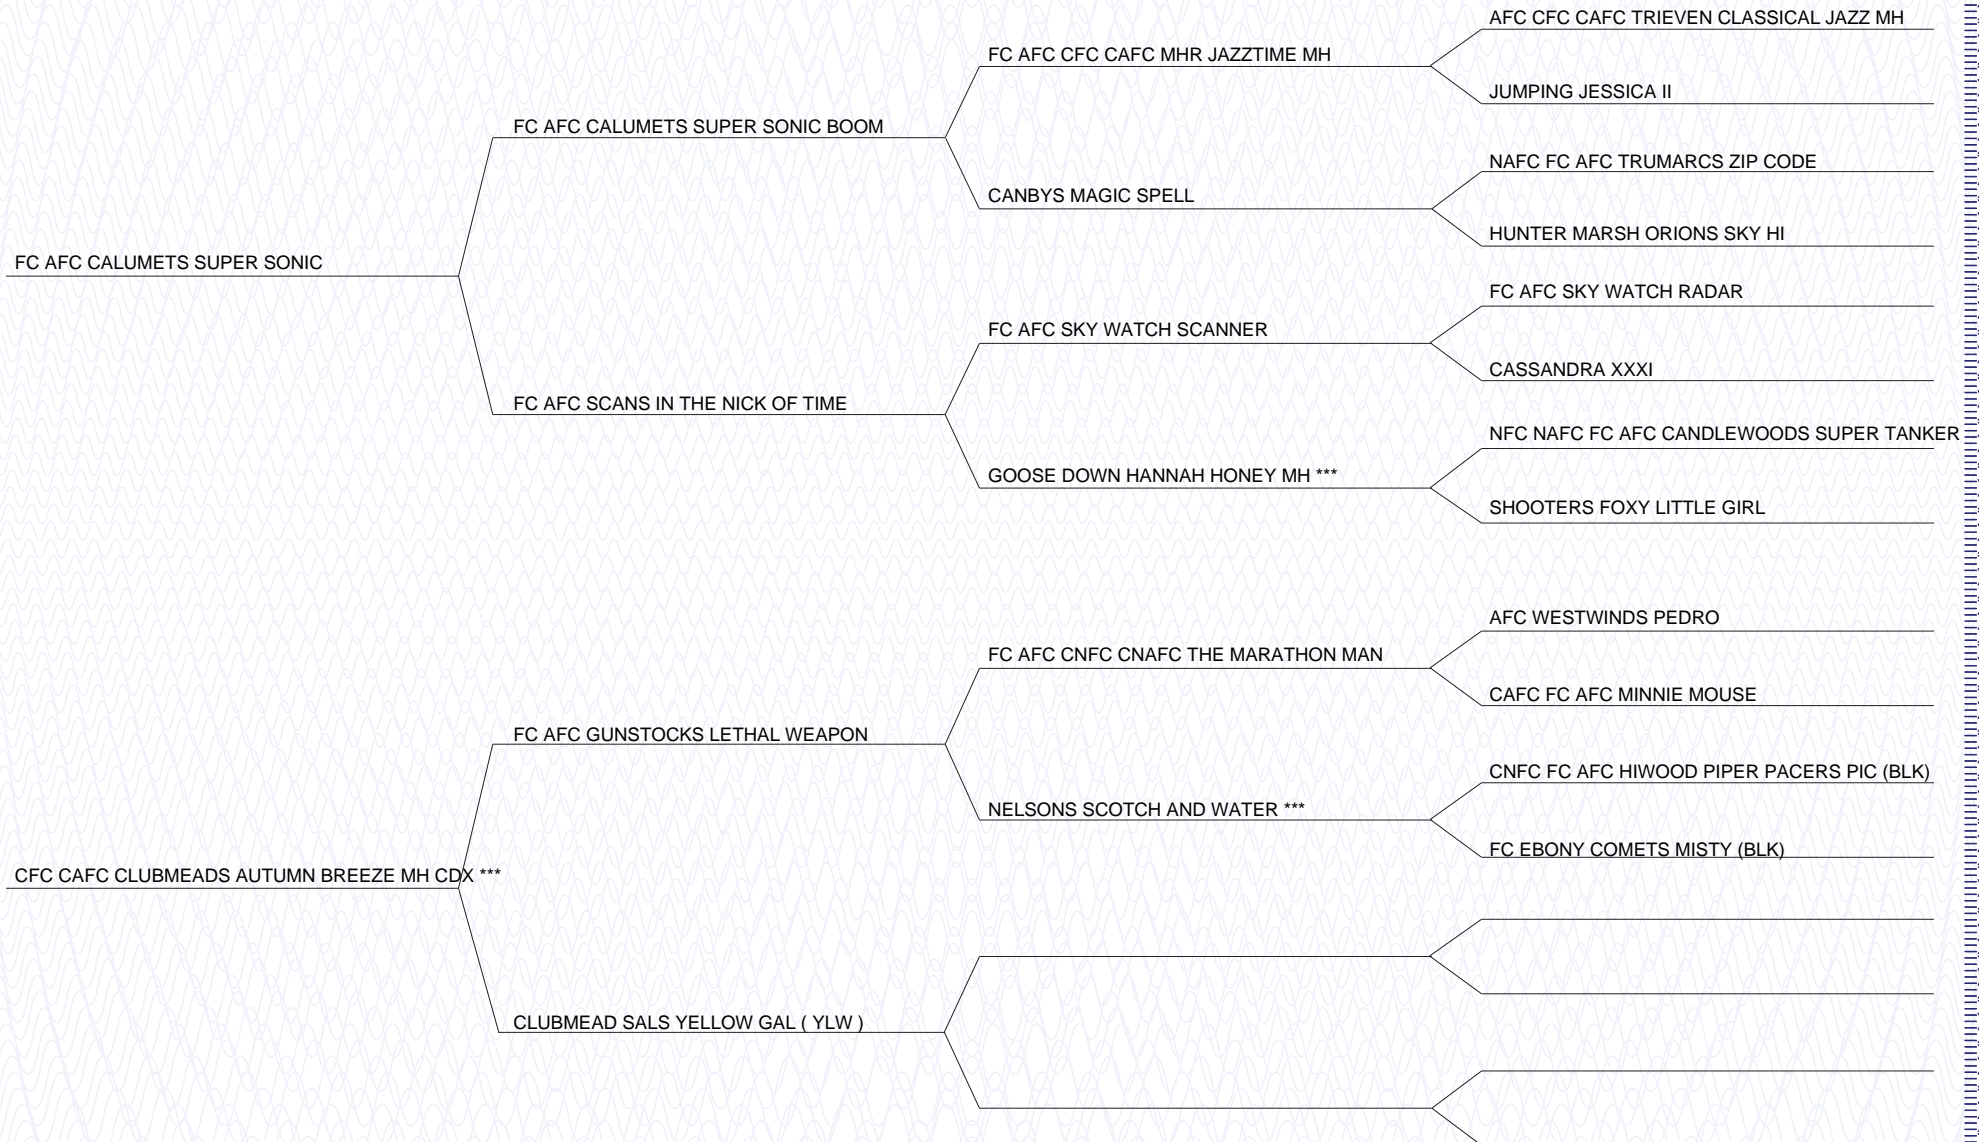 AFC CFC CAFC TRIEVEN CLASSICAL JAZZ MH
FC AFC CFC CAFC MHR JAZZTIME MH
JUMPING JESSICA II
FC AFC CALUMETS SUPER SONIC BOOM
NAFC FC AFC TRUMARCS ZIP CODE
CANBYS MAGIC SPELL
HUNTER MARSH ORIONS SKY HI
FC AFC CALUMETS SUPER SONIC
FC AFC SKY WATCH RADAR
FC AFC SKY WATCH SCANNER
CASSANDRA XXXI
FC AFC SCANS IN THE NICK OF TIME
NFC NAFC FC AFC CANDLEWOODS SUPER TANKER
GOOSE DOWN HANNAH HONEY MH ***
SHOOTERS FOXY LITTLE GIRL
AFC WESTWINDS PEDRO
FC AFC CNFC CNAFC THE MARATHON MAN
CAFC FC AFC MINNIE MOUSE
FC AFC GUNSTOCKS LETHAL WEAPON
CNFC FC AFC HIWOOD PIPER PACERS PIC (BLK)
NELSONS SCOTCH AND WATER ***
FC EBONY COMETS MISTY (BLK)
CFC CAFC CLUBMEADS AUTUMN BREEZE MH CDX ***
CLUBMEAD SALS YELLOW GAL ( YLW )